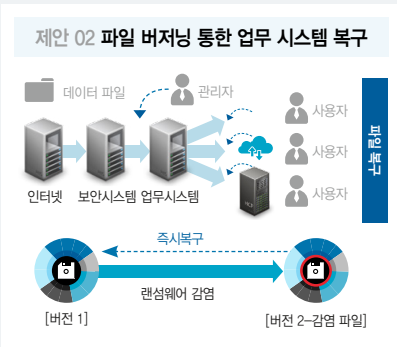 제안 02 파일 버저닝 통한 업무 시스템 복구
데이터 파일
관리자
사용자
사용자
사용자
인터넷
보안시스템
업무시스템
파일 복구
즉시복구
랜섬웨어 감염
[버전 1]
[버전 2–감염 파일]